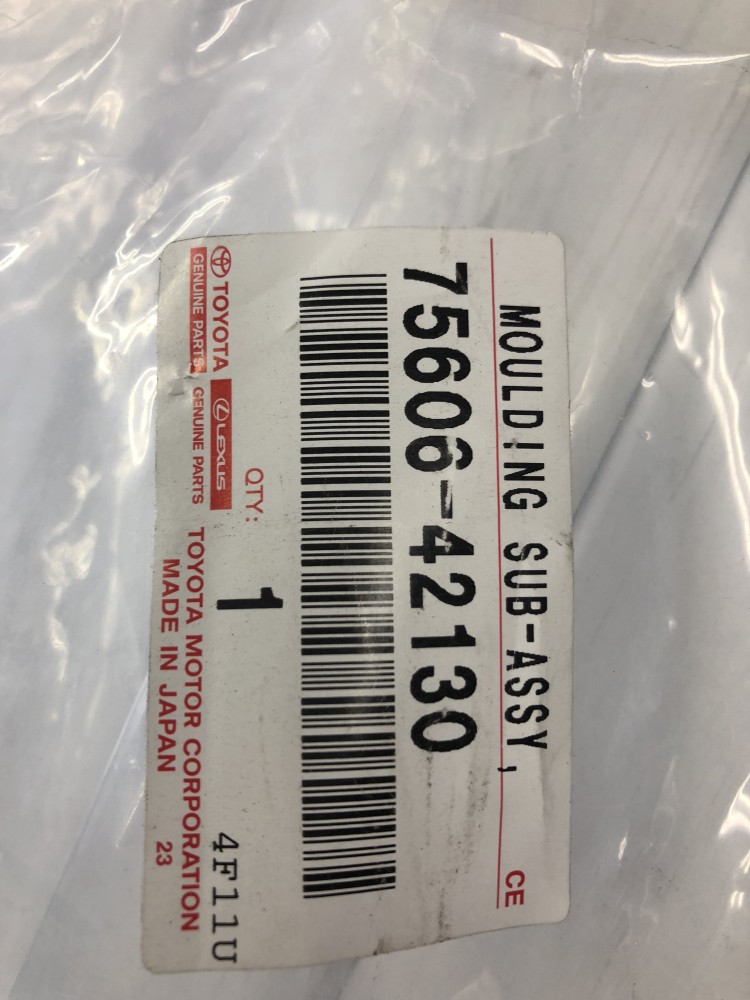 MOULDING SUB-ASSY,
CE
75606-42130
QTY:
1
4F11U
TOYOTA
GENUINE PARTS
LEXUS
GENUINE PARTS
TOYOTA MOTOR CORPORATION
MADE IN JAPAN
23